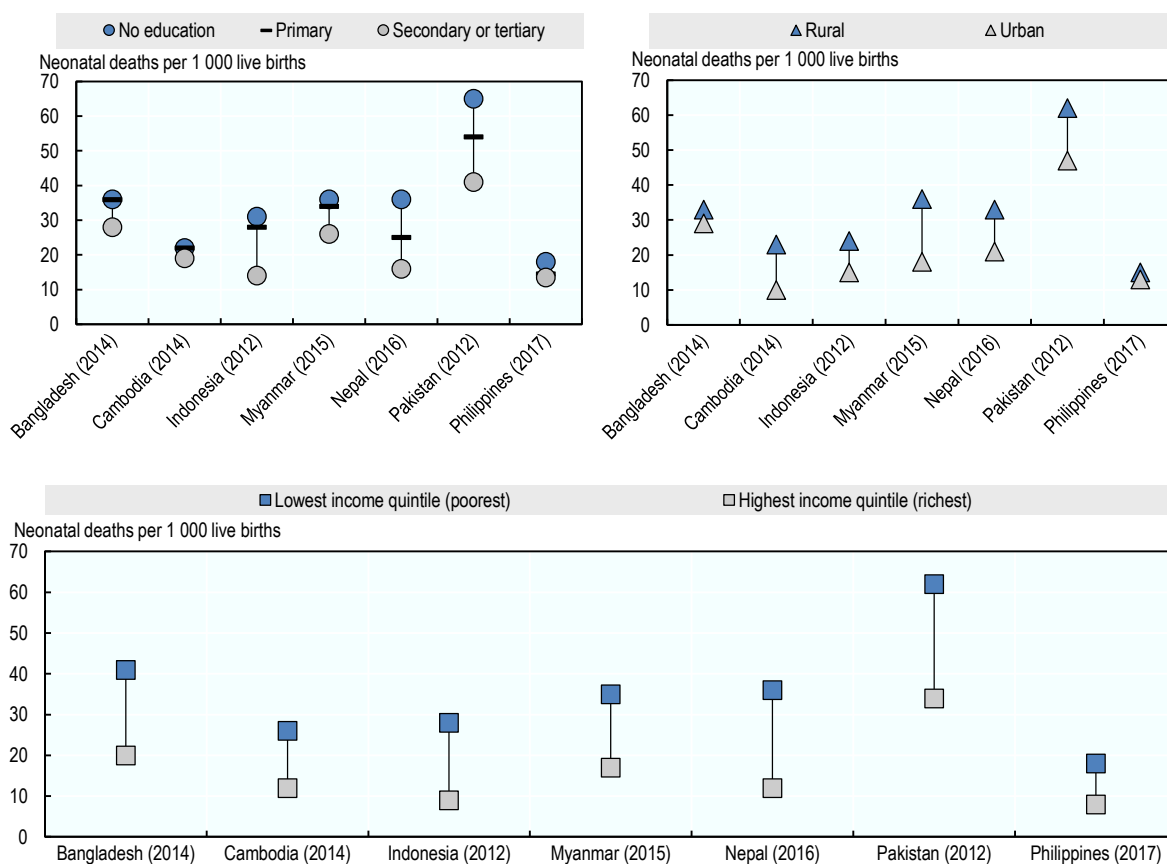 No education Primary Secondary or tertiary
Neonatal deaths per 1 000 live births
70
60
50
40
30
20
10
0
Bangladesh (2014)
Cambodia (2014)
Indonesia (2012)
Myanmar (2015)
Nepal (2016)
Pakistan (2012)
Philippines (2017)
Rural Urban
Neonatal deaths per 1 000 live births
70
60
50
40
30
20
10
0
Bangladesh (2014)
Cambodia (2014)
Indonesia (2012)
Myanmar (2015)
Nepal (2016)
Pakistan (2012)
Philippines (2017)
Lowest income quintile (poorest) Highest income quintile (richest)
Neonatal deaths per 1 000 live births
70
60
50
40
30
20
10
0
Bangladesh (2014) Cambodia (2014) Indonesia (2012) Myanmar (2015) Nepal (2016) Pakistan (2012) Philippines (2017)